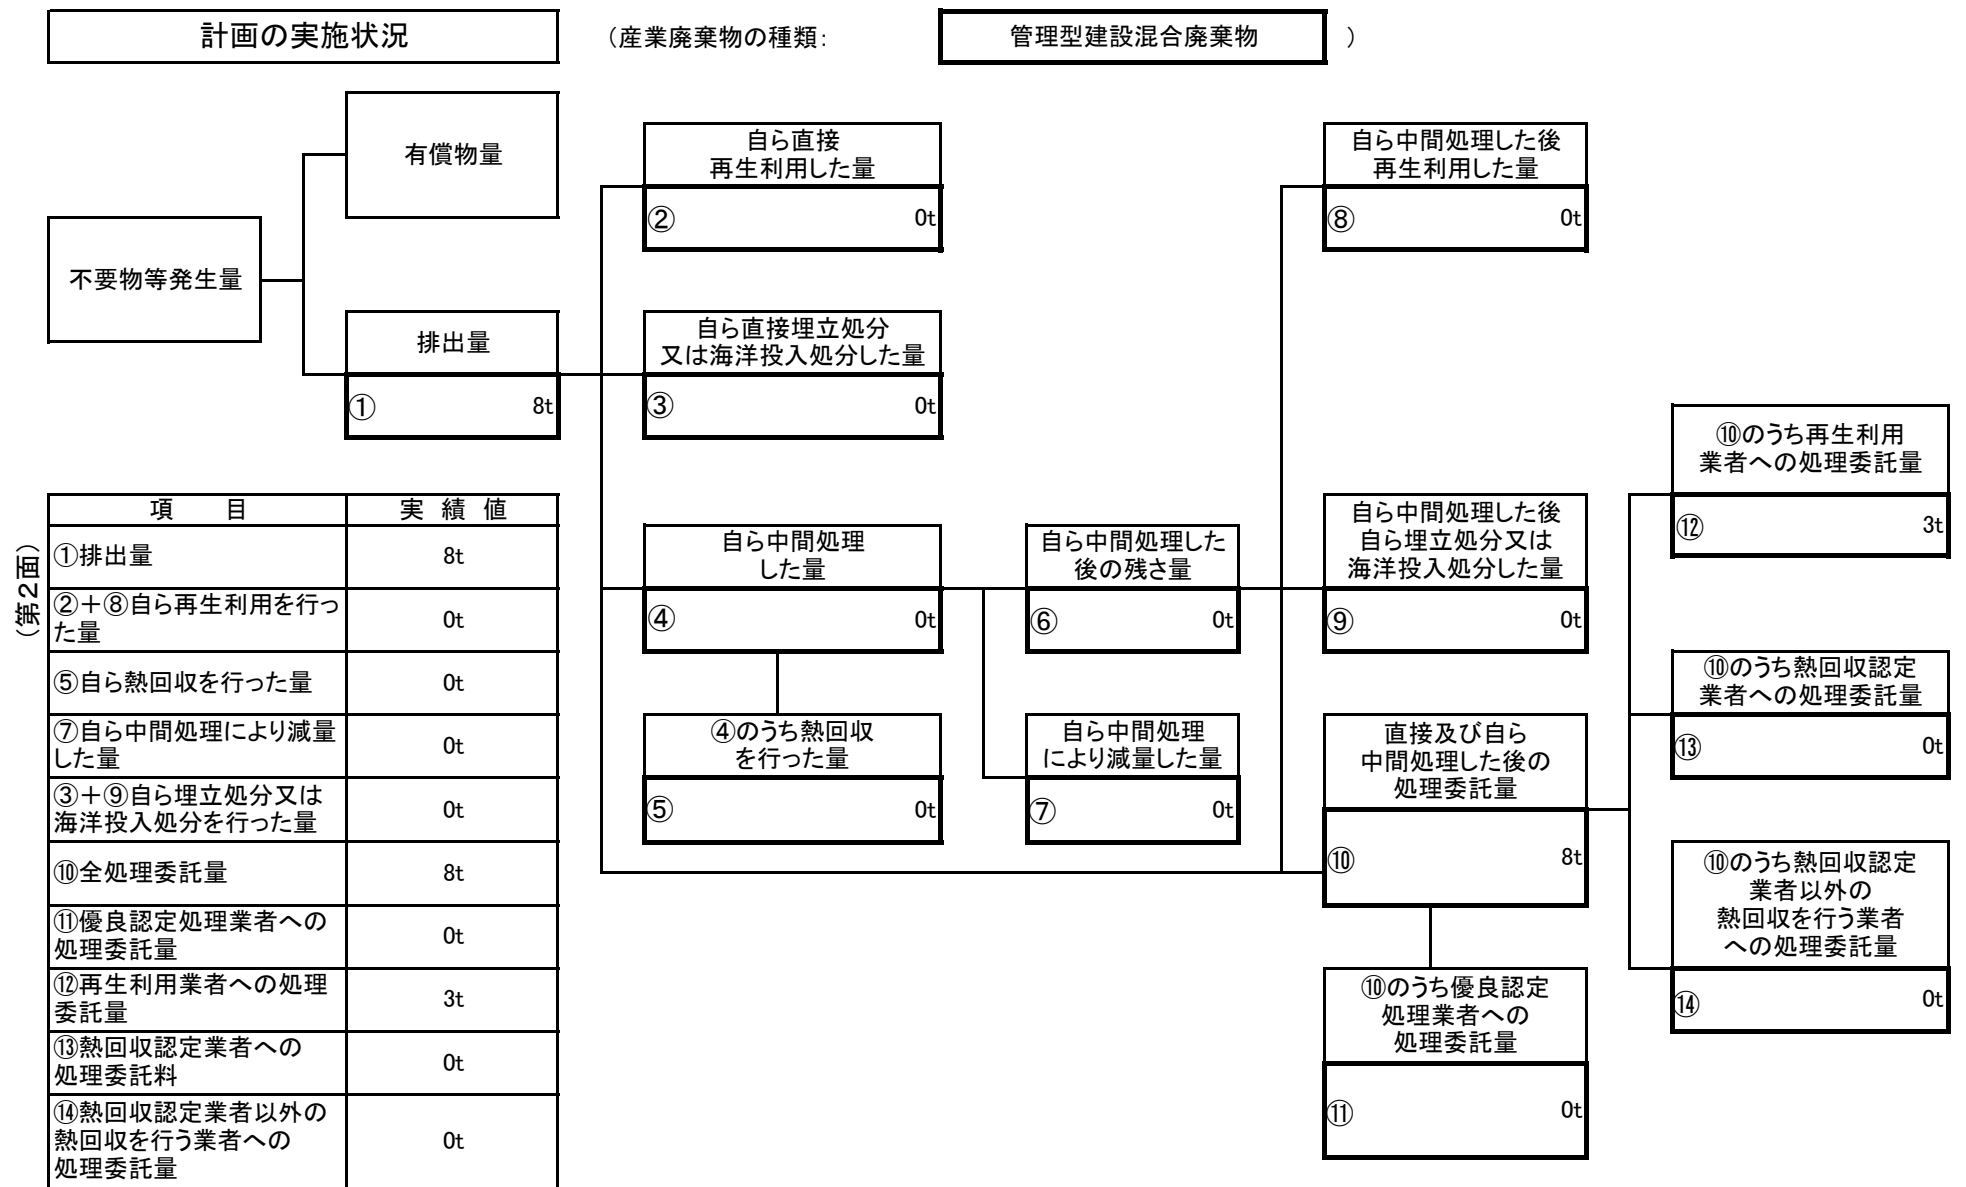 計画の実施状況
（産業廃棄物の種類:
管理型建設混合廃棄物
）
有償物量
不要物等発生量
排出量
① 8t
自ら直接
再生利用した量
② 0t
自ら直接埋立処分
又は海洋投入処分した量
③ 0t
自ら中間処理
した量
④ 0t
④のうち熱回収
を行った量
⑤ 0t
自ら中間処理した
後の残さ量
⑥ 0t
自ら中間処理
により減量した量
⑦ 0t
自ら中間処理した後
再生利用した量
⑧ 0t
自ら中間処理した後
自ら埋立処分又は
海洋投入処分した量
⑨ 0t
直接及び自ら
中間処理した後の
処理委託量
⑩ 8t
⑩のうち優良認定
処理業者への
処理委託量
⑪ 0t
⑩のうち再生利用
業者への処理委託量
⑫ 3t
⑩のうち熱回収認定
業者への処理委託量
⑬ 0t
⑩のうち熱回収認定
業者以外の
熱回収を行う業者
への処理委託量
⑭ 0t
（第2面）
項　目 実 績 値
①排出量 8t
②＋⑧自ら再生利用を行っ
た量 0t
⑤自ら熱回収を行った量 0t
⑦自ら中間処理により減量
した量 0t
③＋⑨自ら埋立処分又は
海洋投入処分を行った量 0t
⑩全処理委託量 8t
⑪優良認定処理業者への
処理委託量 0t
⑫再生利用業者への処理
委託量 3t
⑬熱回収認定業者への
処理委託料 0t
⑭熱回収認定業者以外の
熱回収を行う業者への
処理委託量 0t